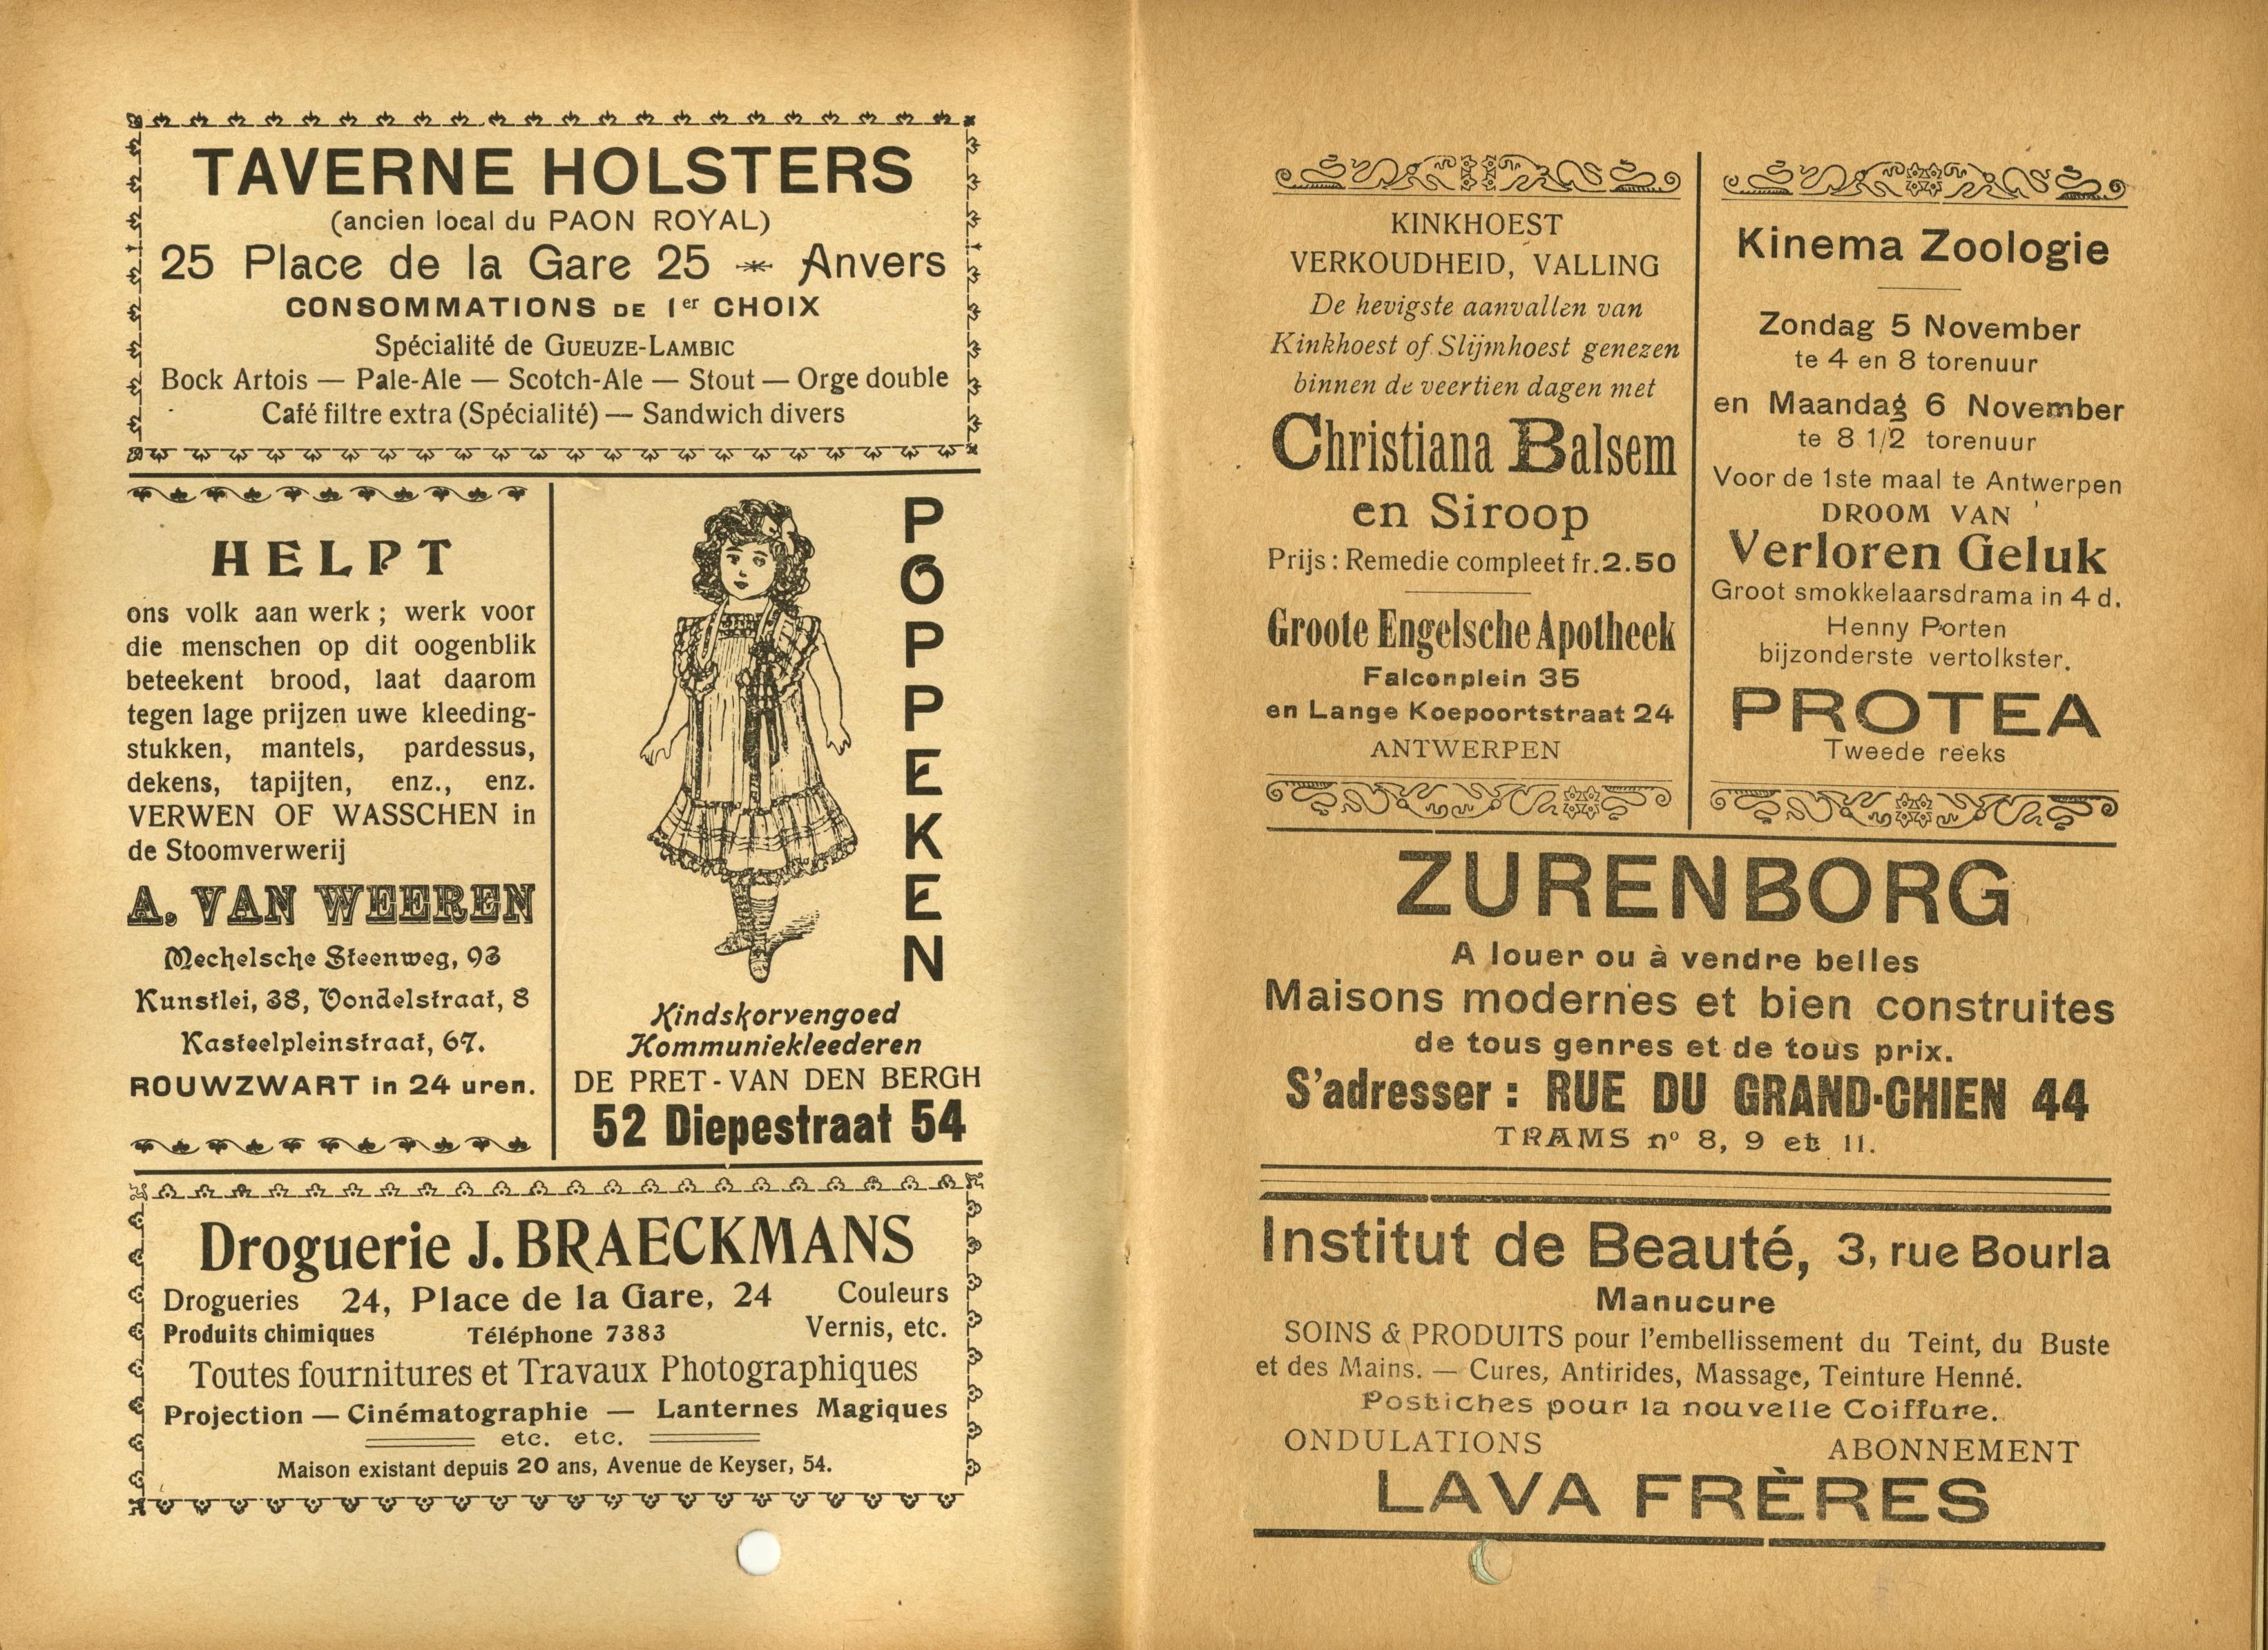 TAVERNE HOLSTERS
(ancien local du PAON ROYAL)
25 Place de la Gare 25 Anvers
CONSOMMATIONS DE 1er CHOIX
Spécialité de GUEUZE-LAMBIC
Bock Artois — Pale-Ale — Scotch-Ale — Stout — Orge double
Café filtre extra (Spécialité) — Sandwich divers
HELPT
ons volk aan werk ; werk voor
die menschen op dit oogenblik
beteekent brood, laat daarom
tegen lage prijzen uwe kleeding-
stukken, mantels, pardessus,
dekens, tapijten, enz., enz.
VERWEN OF WASSCHEN in
de Stoomverwerij
A. VAN WEEREN
Mechelsche Steenweg, 93
Kunstlei, 38, Vondelstraat, 8
Kasteelpleinstraat, 67.
ROUWZWART in 24 uren.
POPPEKEN
Kindskorvengoed
Kommuniekleederen
DE PRET - VAN DEN BERGH
52 Diepestraat 54
Droguerie J. BRAECKMANS
Drogueries 24, Place de la Gare, 24 Couleurs
Produits chimiques Téléphone 7383 Vernis, etc.
Toutes fournitures et Travaux Photographiques
Projection — Cinématographie — Lanternes Magiques
etc. etc.
Maison existant depuis 20 ans, Avenue de Keyser, 54.
KINKHOEST
VERKOUDHEID, VALLING
De hevigste aanvallen van
Kinkhoest of Slijmhoest genezen
binnen de veertien dagen met
Christiana Balsem
en Siroop
Prijs : Remedie compleet fr. 2.50
Groote Engelsche Apotheek
Falconplein 35
en Lange Koepoortstraat 24
ANTWERPEN
Kinema Zoologie
Zondag 5 November
te 4 en 8 torenuur
en Maandag 6 November
te 8 1/2 torenuur
Voor de 1ste maal te Antwerpen
DROOM VAN
Verloren Geluk
Groot smokkelaarsdrama in 4 d.
Henny Porten
bijzonderste vertolkster.
PROTEA
Tweede reeks
ZURENBORG
A louer ou à vendre belles
Maisons modernes et bien construites
de tous genres et de tous prix.
S'adresser : RUE DU GRAND-CHIEN 44
TRAMS no 8, 9 et 11.
Institut de Beauté, 3, rue Bourla
Manucure
SOINS & PRODUITS pour l'embellissement du Teint, du Buste
et des Mains. — Cures, Antirides, Massage, Teinture Henné.
Postiches pour la nouvelle Coiffure.
ONDULATIONS ABONNEMENT
LAVA FRÈRES